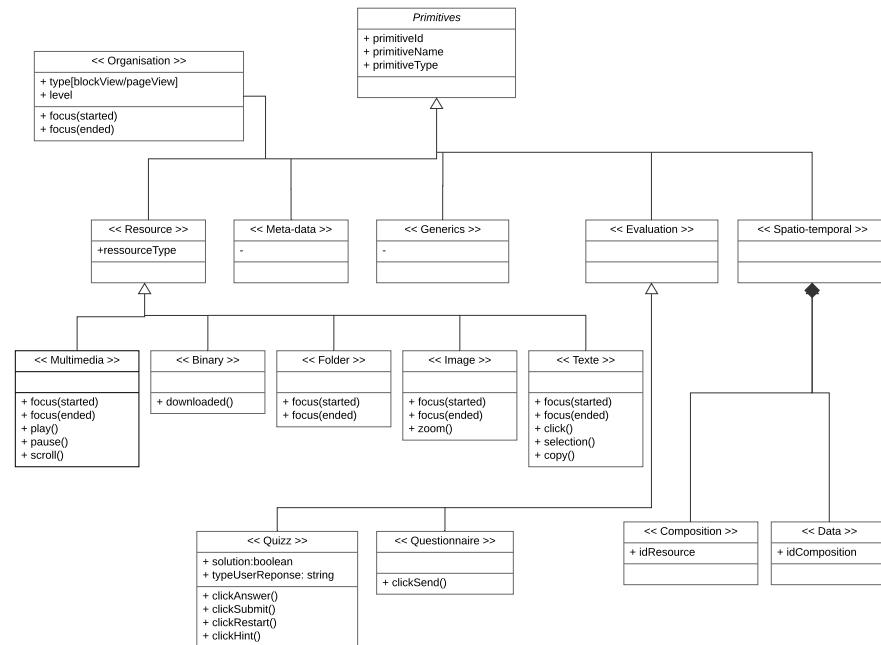 Primitives
+ primitiveId
+ primitiveName
+ primitiveType
<< Organisation >>
+ type[blockView/pageView]
+ level
+ focus(started)
+ focus(ended)
<< Resource >>
+ressourceType
<< Meta-data >>
-
<< Generics >>
-
<< Evaluation >>
<< Spatio-temporal >>
<< Multimedia >>
+ focus(started)
+ focus(ended)
+ play()
+ pause()
+ scroll()
<< Binary >>
+ downloaded()
<< Folder >>
+ focus(started)
+ focus(ended)
<< Image >>
+ focus(started)
+ focus(ended)
+ zoom()
<< Texte >>
+ focus(started)
+ focus(ended)
+ click()
+ selection()
+ copy()
<< Quizz >>
+ solution:boolean
+ typeUserReponse: string
+ clickAnswer()
+ clickSubmit()
+ clickRestart()
+ clickHint()
<< Questionnaire >>
+ clickSend()
<< Composition >>
+ idResource
<< Data >>
+ idComposition